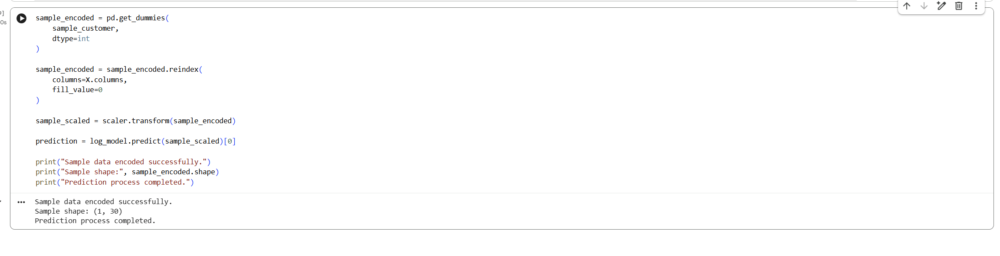 9]
0s
sample_encoded = pd.get_dummies(
    sample_customer,
    dtype=int
)
sample_encoded = sample_encoded.reindex(
    columns=X.columns,
    fill_value=0
)
sample_scaled = scaler.transform(sample_encoded)
prediction = log_model.predict(sample_scaled)[0]
print("Sample data encoded successfully.")
print("Sample shape:", sample_encoded.shape)
print("Prediction process completed.")
Sample data encoded successfully.
Sample shape: (1, 30)
Prediction process completed.